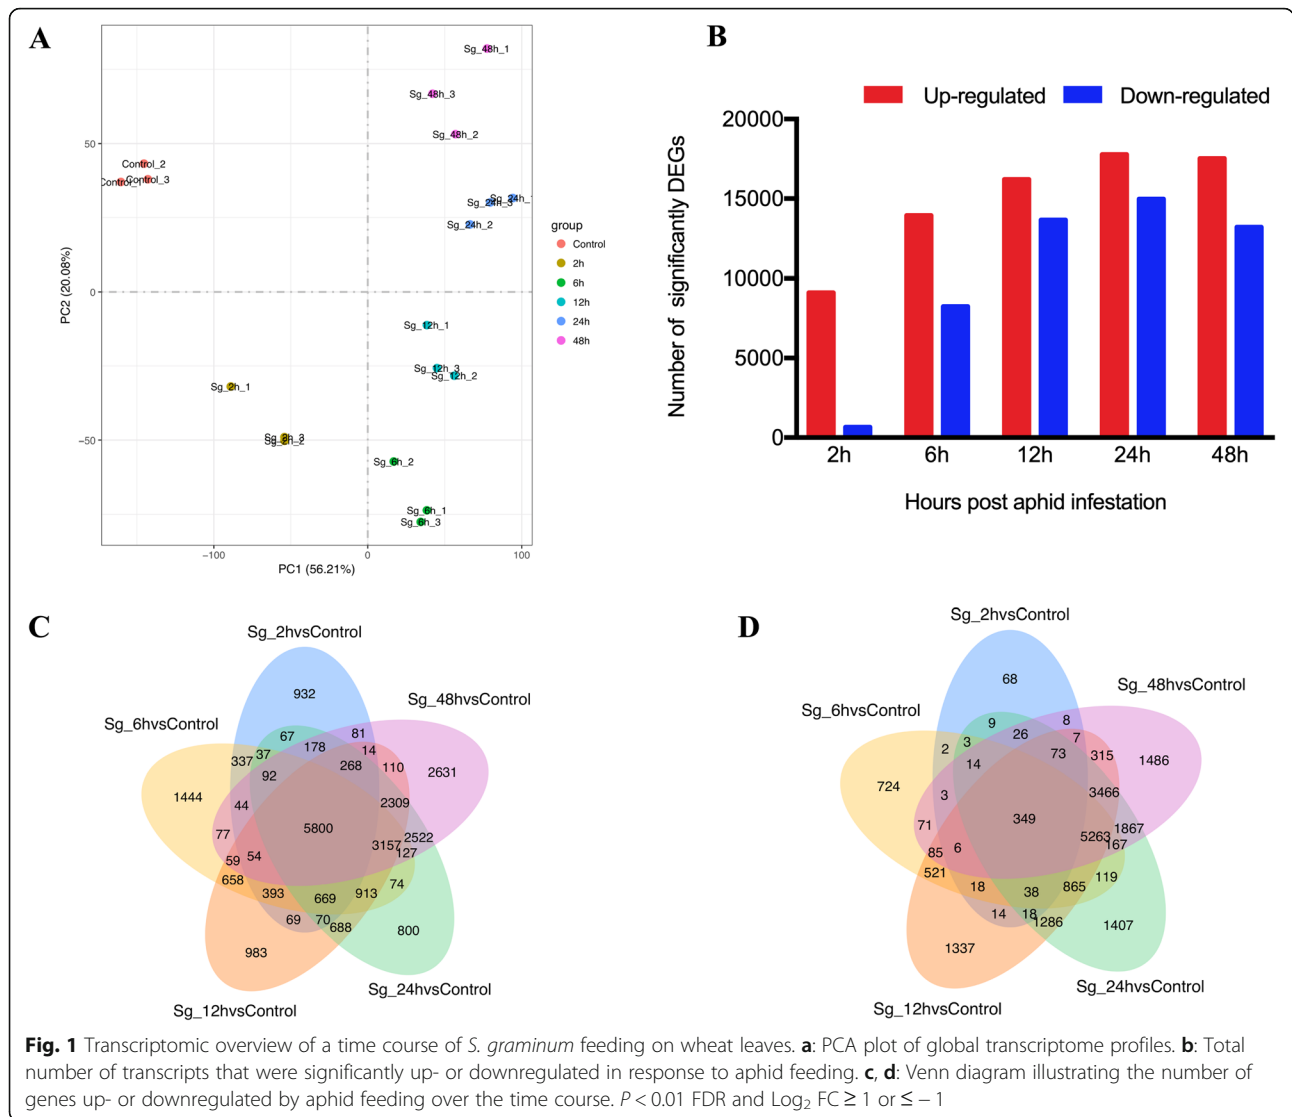 A
Sg_48h_1
Sg_48h_3
Sg_48h_2
Control_2
Control_1
Control_3
Sg_24h_3
Sg_24h_1
Sg_24h_2
Sg_12h_1
Sg_12h_3
Sg_12h_2
Sg_2h_1
Sg_2h_3
Sg_2h_2
Sg_6h_2
Sg_6h_1
Sg_6h_3
50
0
−50
−100
0
100
PC2 (20.08%)
PC1 (56.21%)
group
Control
2h
6h
12h
24h
48h
B
Up-regulated
Down-regulated
Number of significantly DEGs
20000
15000
10000
5000
0
2h 6h 12h 24h 48h
Hours post aphid infestation
C
Sg_2hvsControl
Sg_48hvsControl
Sg_6hvsControl
932
67
178
81
14
337
37
92
268
110
2631
1444
44
2309
77
5800
3157
2522
127
59
54
658
393
669
913
74
69
70
688
800
983
Sg_24hvsControl
Sg_12hvsControl
D
Sg_2hvsControl
Sg_48hvsControl
Sg_6hvsControl
68
9
26
8
7
2
3
14
73
315
1486
724
3
3466
71
349
5263
1867
167
85
6
521
18
38
865
119
14
18
1286
1407
1337
Sg_24hvsControl
Sg_12hvsControl
Fig. 1 Transcriptomic overview of a time course of S. graminum feeding on wheat leaves. a: PCA plot of global transcriptome profiles. b: Total
number of transcripts that were significantly up- or downregulated in response to aphid feeding. c, d: Venn diagram illustrating the number of
genes up- or downregulated by aphid feeding over the time course. P < 0.01 FDR and Log₂ FC ≥ 1 or ≤ − 1